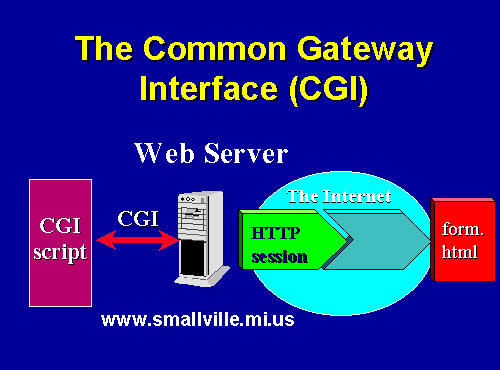 The Common Gateway
Interface (CGI)
Web Server
The Internet
CGI
script
CGI
HTTP
session
form.
html
www.smallville.mi.us